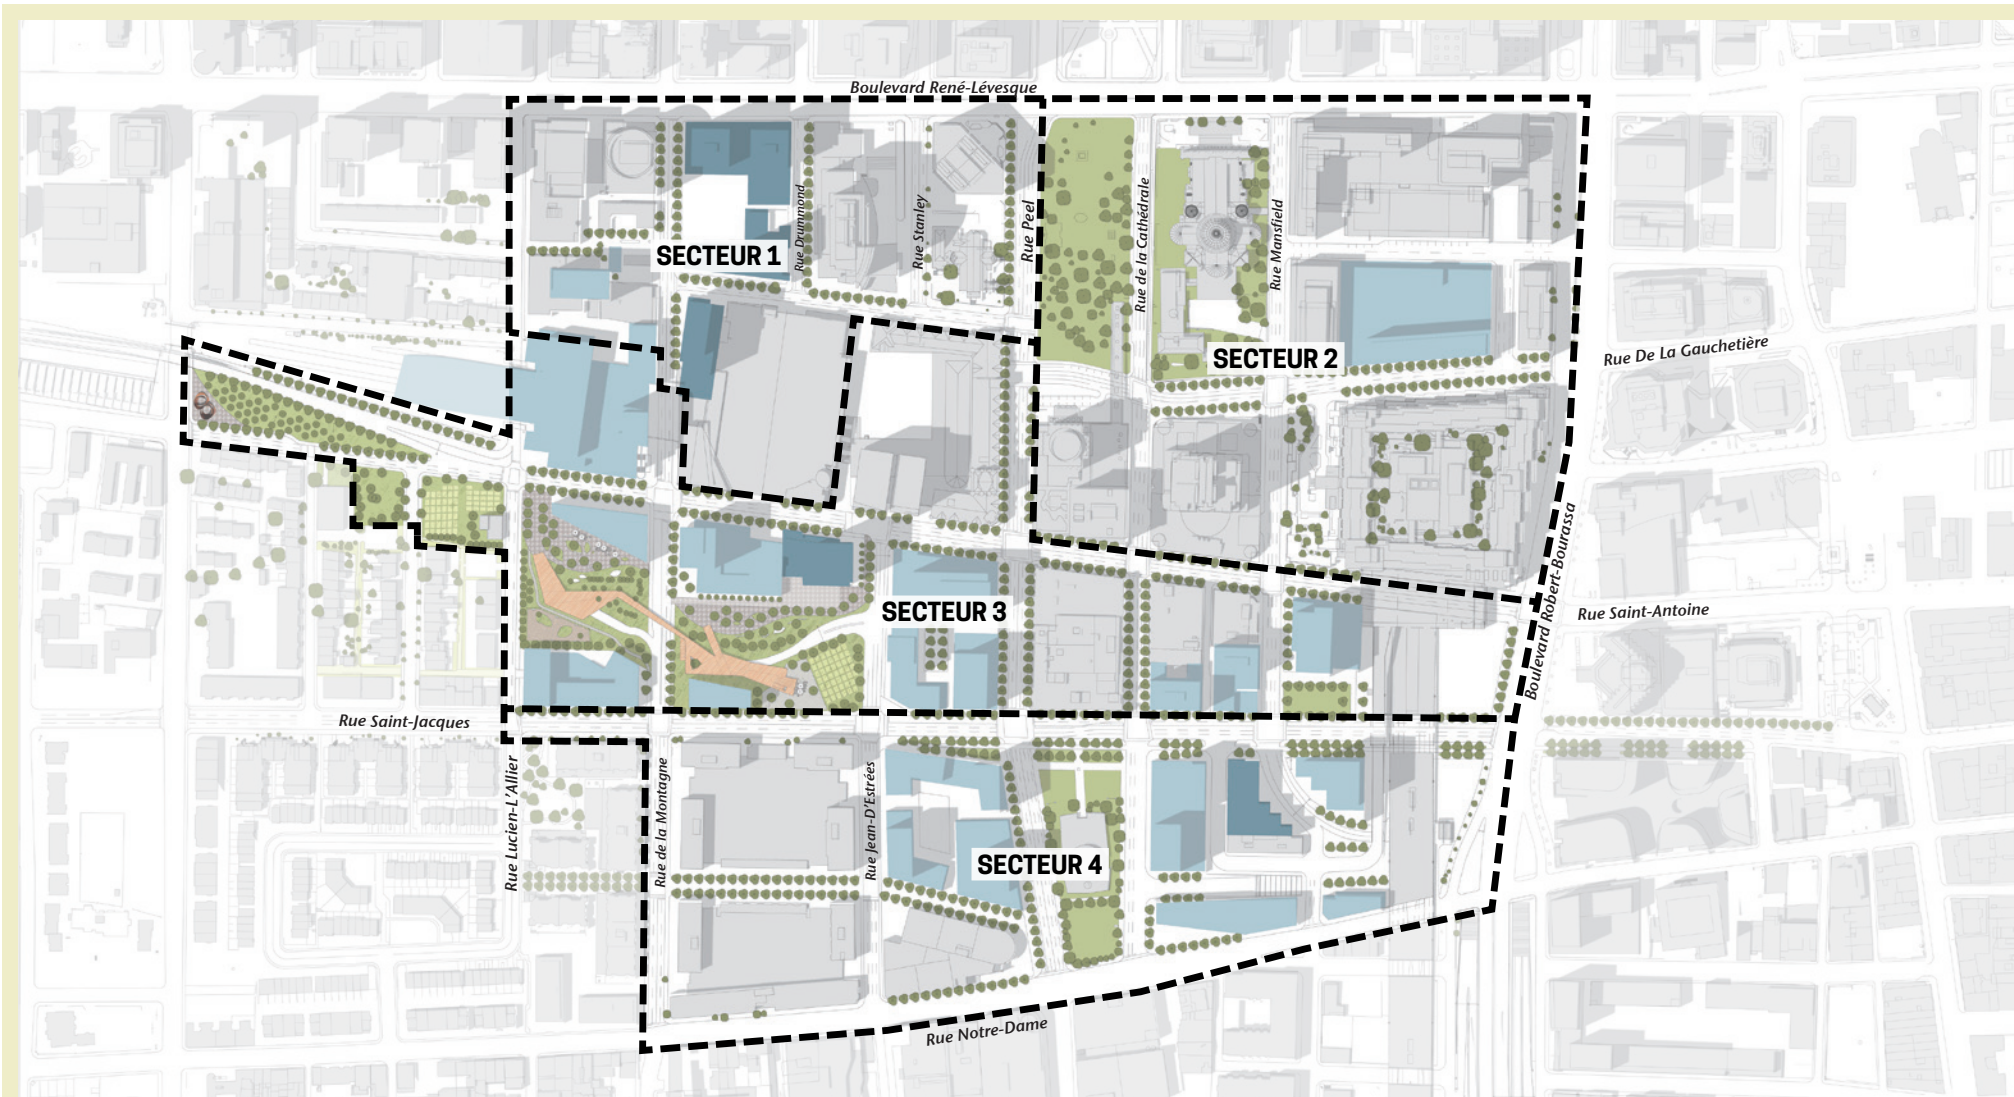 Boulevard René-Lévesque
Rue Drummond
Rue Stanley
Rue Peel
Rue de la Cathédrale
Rue Mansfield
SECTEUR 1
SECTEUR 2
Rue De La Gauchetière
Boulevard Robert-Bourassa
SECTEUR 3
Rue Saint-Antoine
Rue Saint-Jacques
Rue Lucien-L'Allier
Rue de la Montagne
Rue Jean-D'Estrées
SECTEUR 4
Rue Notre-Dame